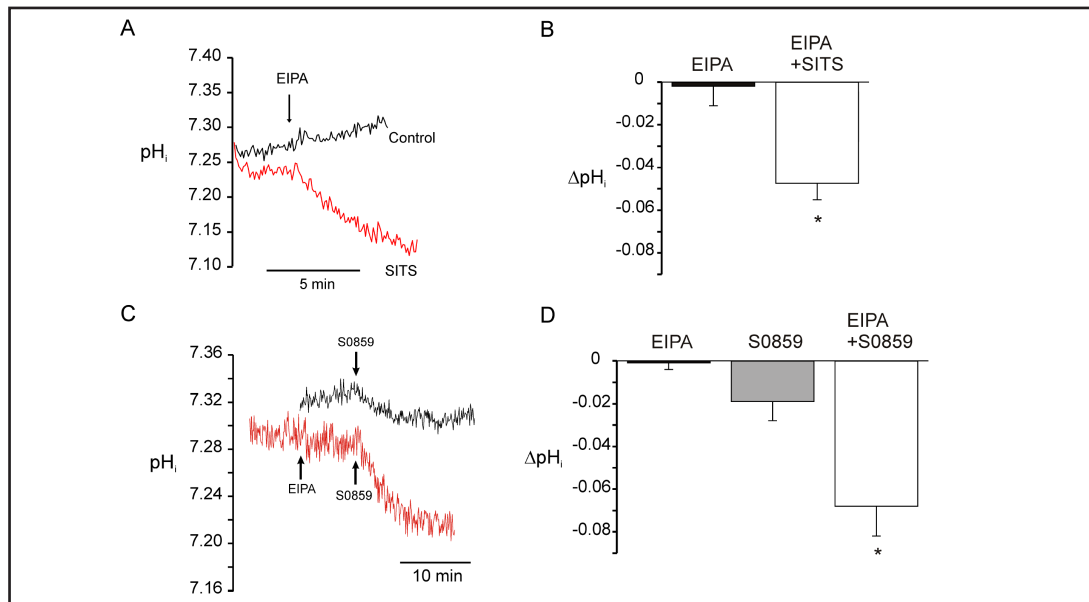 A
7.40
7.35
7.30
7.25
7.20
7.15
7.10
pHi
EIPA
Control
SITS
5 min
B
EIPA
EIPA
+SITS
0
-0.02
-0.04
-0.06
-0.08
ΔpHi
*
C
7.36
7.32
7.28
7.24
7.20
7.16
pHi
S0859
EIPA
S0859
10 min
D
EIPA
S0859
EIPA
+S0859
0
-0.02
-0.04
-0.06
-0.08
ΔpHi
*